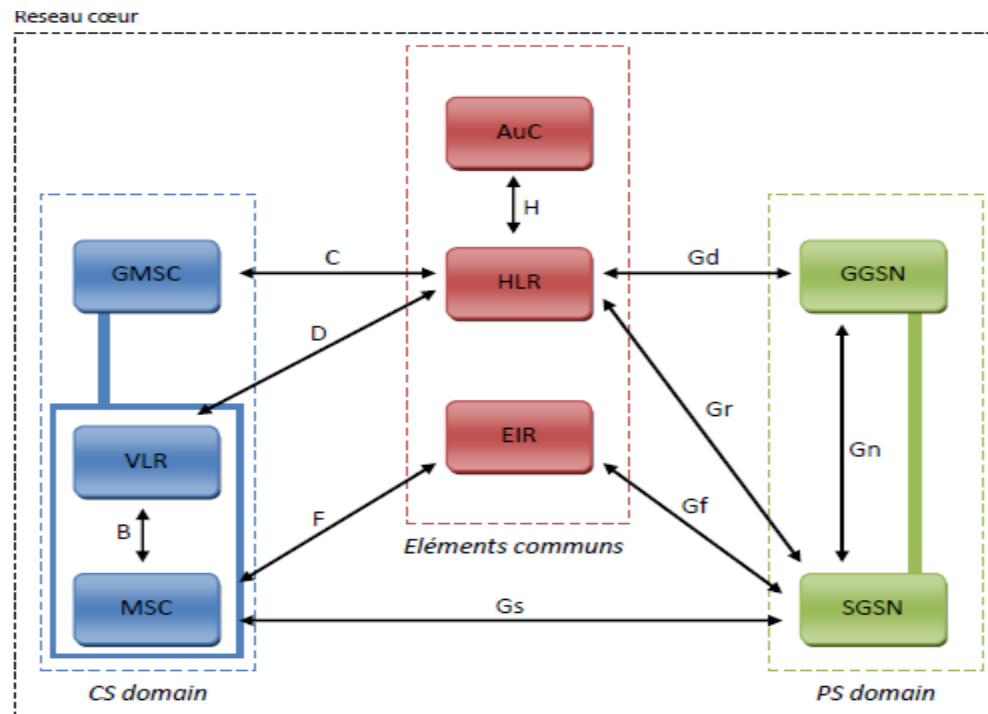 Reseau cœur
AuC
H
GMSC
C
HLR
Gd
GGSN
D
Gr
Gn
VLR
EIR
B
F
Gf
Eléments communs
MSC
Gs
SGSN
CS domain
PS domain